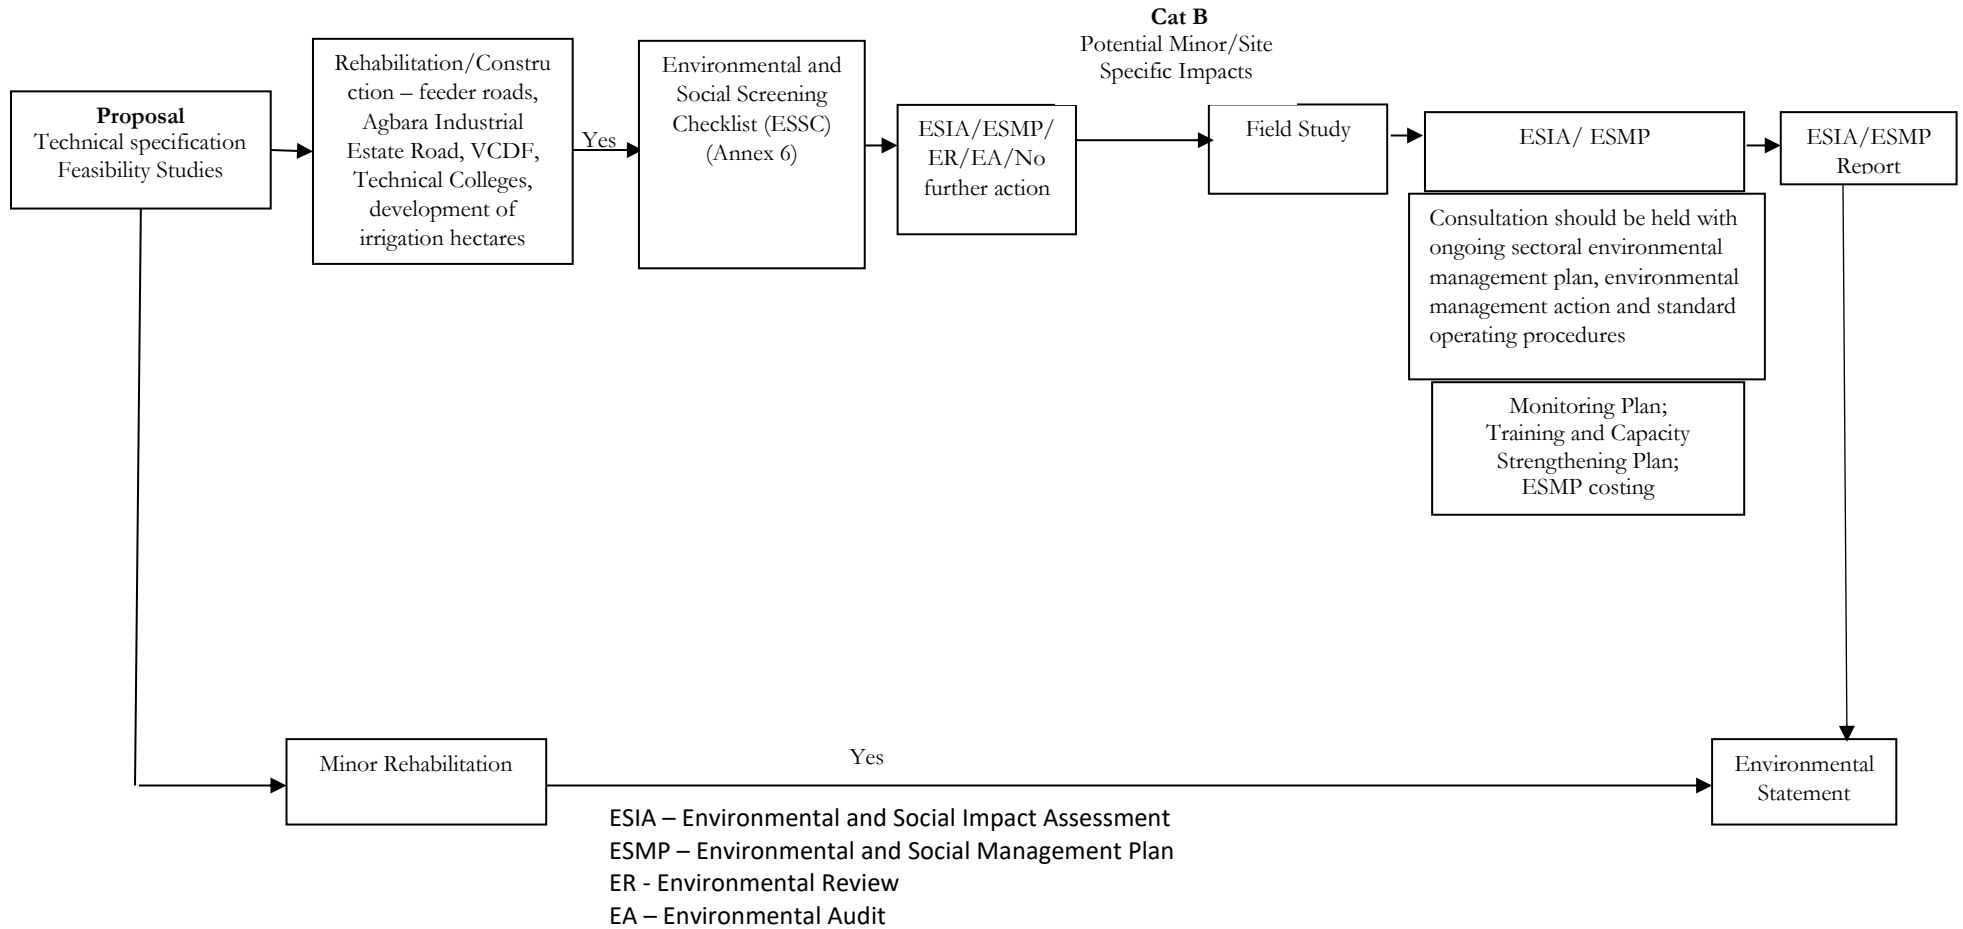 Cat B
Potential Minor/Site
Specific Impacts
Proposal
Technical specification
Feasibility Studies
Rehabilitation/Constru
ction – feeder roads,
Agbara Industrial
Estate Road, VCDF,
Technical Colleges,
development of
irrigation hectares
Yes
Environmental and
Social Screening
Checklist (ESSC)
(Annex 6)
ESIA/ESMP/
ER/EA/No
further action
Field Study
ESIA/ ESMP
ESIA/ESMP
Report
Consultation should be held with
ongoing sectoral environmental
management plan, environmental
management action and standard
operating procedures
Monitoring Plan;
Training and Capacity
Strengthening Plan;
ESMP costing
Minor Rehabilitation
Yes
Environmental
Statement
ESIA – Environmental and Social Impact Assessment
ESMP – Environmental and Social Management Plan
ER - Environmental Review
EA – Environmental Audit